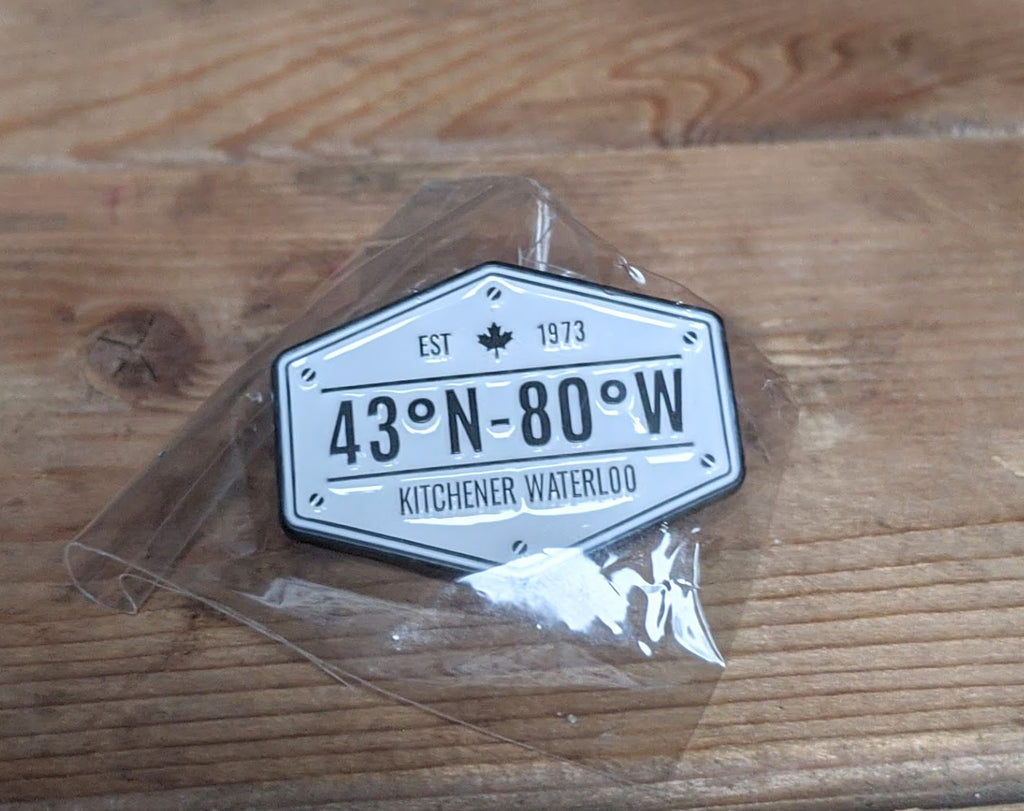 EST 1973
43°N-80°W
KITCHENER WATERLOO